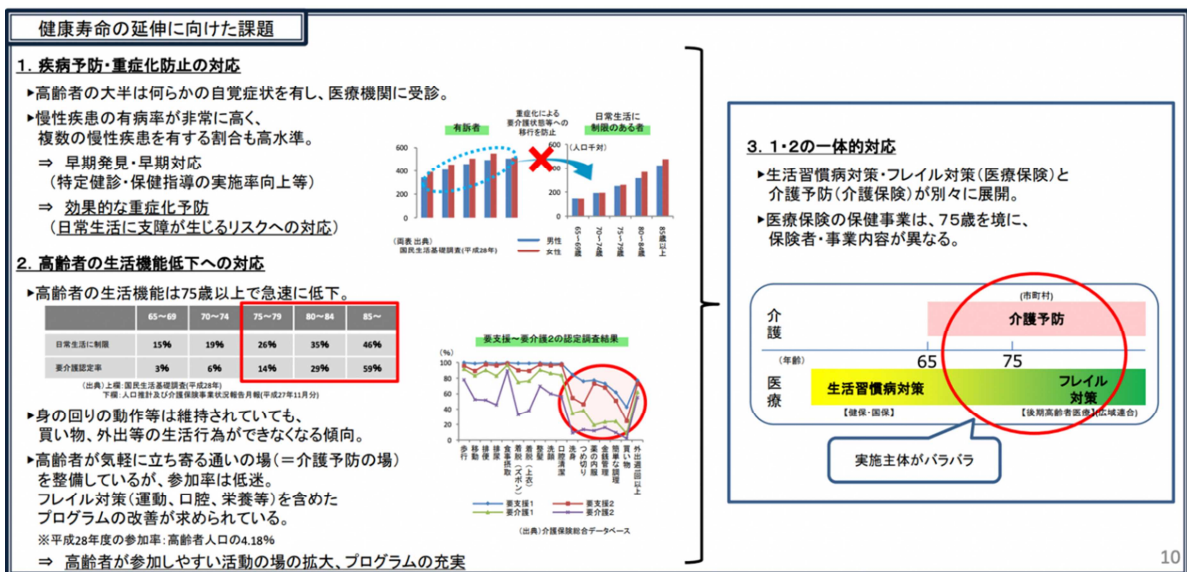 健康寿命の延伸に向けた課題
1．疾病予防・重症化防止の対応
▶高齢者の大半は何らかの自覚症状を有し、医療機関に受診。
▶慢性疾患の有病率が非常に高く、
複数の慢性疾患を有する割合も高水準。
⇒ 早期発見・早期対応
（特定健診・保健指導の実施率向上等）
⇒ 効果的な重症化予防
（日常生活に支障が生じるリスクへの対応）
有訴者
重症化による
要介護状態等への
移行を防止
日常生活に
制限のある者
600
400
200
0
（人口千対）
600
400
200
0
65～69歳
70～74歳
75～79歳
80～84歳
85歳以上
（両表 出典）
国民生活基礎調査（平成28年）
男性
女性
2．高齢者の生活機能低下への対応
▶高齢者の生活機能は75歳以上で急速に低下。
65～69 70～74 75～79 80～84 85～
日常生活に制限 15% 19% 26% 35% 46%
要介護認定率 3% 6% 14% 29% 59%
（出典）上欄：国民生活基礎調査（平成28年）
下欄：人口推計及び介護保険事業状況報告月報（平成27年11月分）
▶身の回りの動作等は維持されていても、
買い物、外出等の生活行為ができなくなる傾向。
▶高齢者が気軽に立ち寄る通いの場（＝介護予防の場）
を整備しているが、参加率は低迷。
フレイル対策（運動、口腔、栄養等）を含めた
プログラムの改善が求められている。
※平成28年度の参加率：高齢者人口の4.18%
⇒ 高齢者が参加しやすい活動の場の拡大、プログラムの充実
要支援～要介護2の認定調査結果
（%）
100
80
60
40
20
0
歩行
移動
排便
排尿
食事摂取
着脱（ズボン）
着脱（上衣）
整髪
洗顔
口腔清潔
洗身
つめ切り
薬の内服
金銭管理
簡単な調理
買い物
外出週1回以上
要支援1 要支援2
要介護1 要介護2
（出典）介護保険総合データベース
3．1・2の一体的対応
▶生活習慣病対策・フレイル対策（医療保険）と
介護予防（介護保険）が別々に展開。
▶医療保険の保健事業は、75歳を境に、
保険者・事業内容が異なる。
介護
（市町村）
介護予防
（年齢） 65 75
医療
生活習慣病対策
フレイル
対策
【健保・国保】
【後期高齢者医療】（広域連合）
実施主体がバラバラ
10